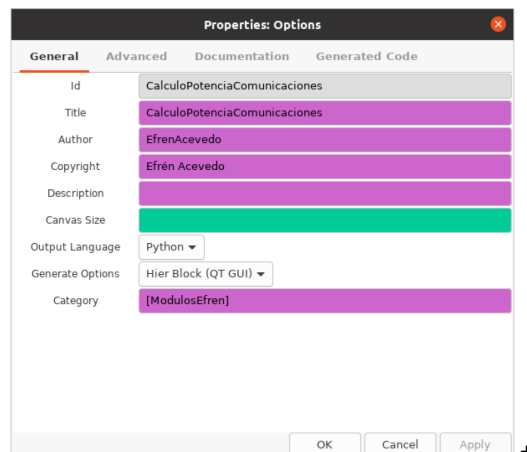 Properties: Options
General Advanced Documentation Generated Code
Id CalculoPotenciaComunicaciones
Title CalculoPotenciaComunicaciones
Author EfrenAcevedo
Copyright Efrén Acevedo
Description
Canvas Size
Output Language Python
Generate Options Hier Block (QT GUI)
Category [ModulosEfren]
OK Cancel Apply